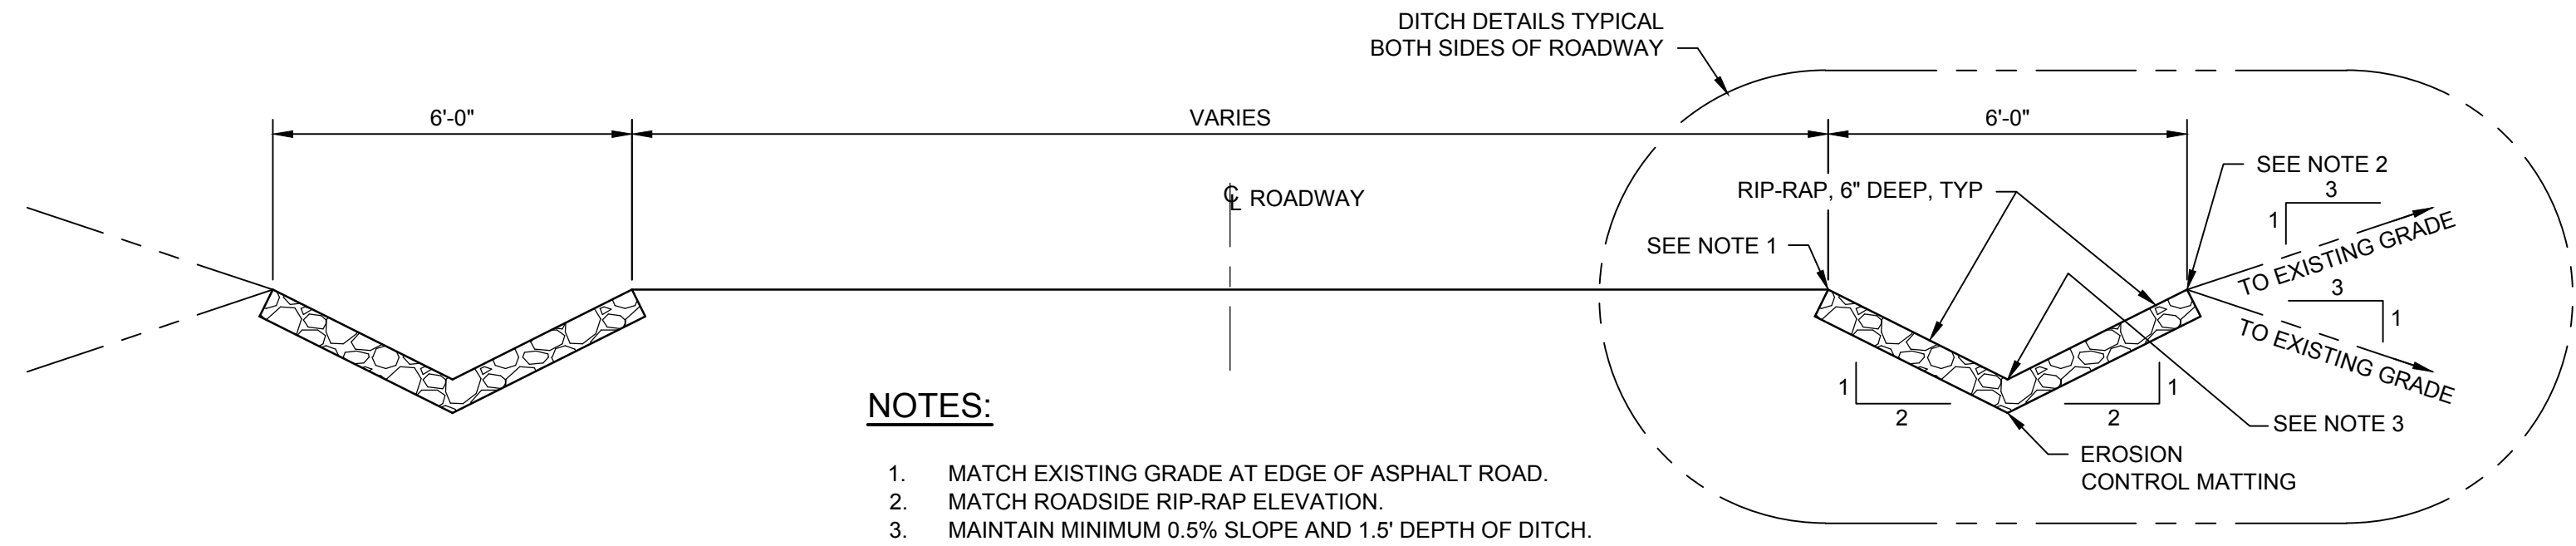 DITCH DETAILS TYPICAL
BOTH SIDES OF ROADWAY
6'-0"
VARIES
6'-0"
SEE NOTE 2
RIP-RAP, 6" DEEP, TYP
℄ ROADWAY
3
1
TO EXISTING GRADE
SEE NOTE 1
3
1
TO EXISTING GRADE
1
2
1
2
SEE NOTE 3
EROSION
CONTROL MATTING
NOTES:
1. MATCH EXISTING GRADE AT EDGE OF ASPHALT ROAD.
2. MATCH ROADSIDE RIP-RAP ELEVATION.
3. MAINTAIN MINIMUM 0.5% SLOPE AND 1.5' DEPTH OF DITCH.